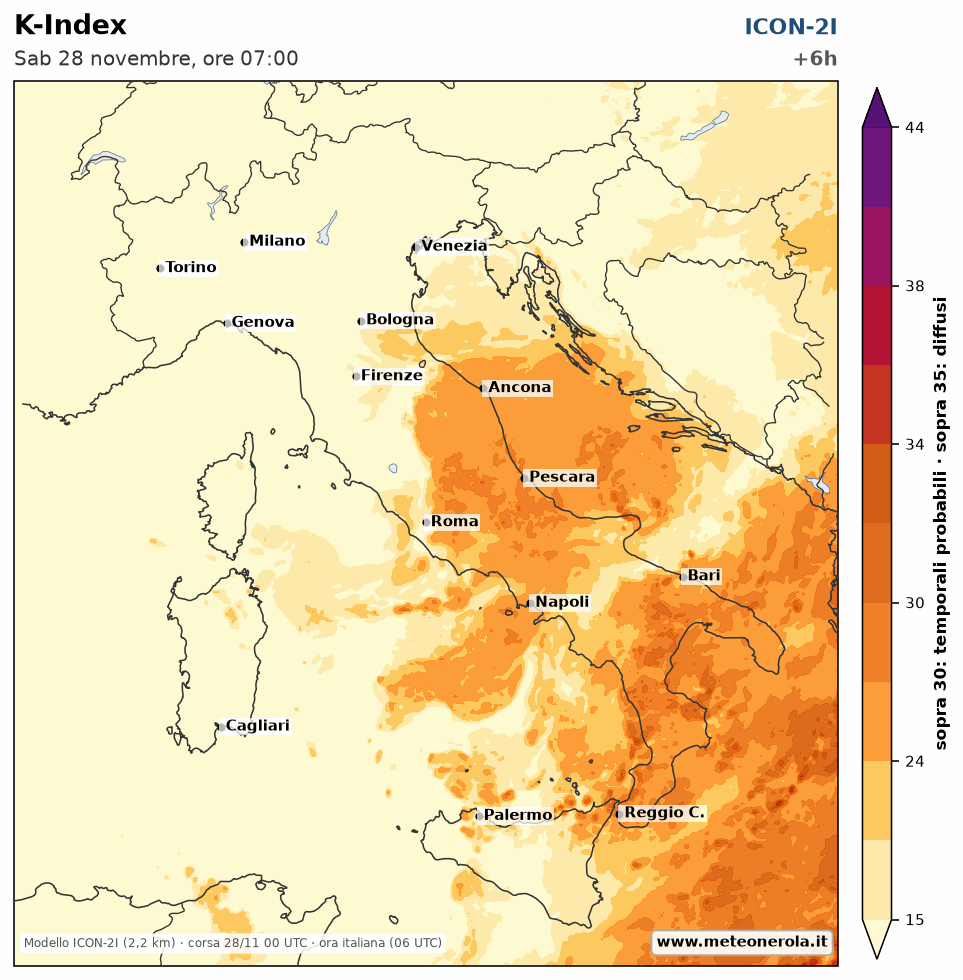 K-Index
ICON-2I
Sab 28 novembre, ore 07:00
+6h
Milano
Venezia
Torino
Genova
Bologna
Firenze
Ancona
Pescara
Roma
Bari
Napoli
Cagliari
Palermo
Reggio C.
44
38
34
30
24
15
sopra 30: temporali probabili · sopra 35: diffusi
Modello ICON-2I (2,2 km) · corsa 28/11 00 UTC · ora italiana (06 UTC)
www.meteonerola.it